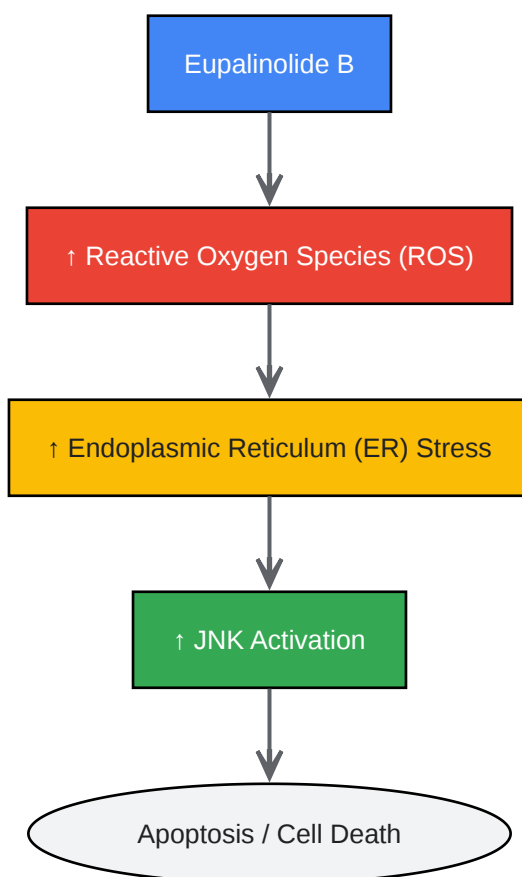 Eupalinolide B
↑ Reactive Oxygen Species (ROS)
↑ Endoplasmic Reticulum (ER) Stress
↑ JNK Activation
Apoptosis / Cell Death